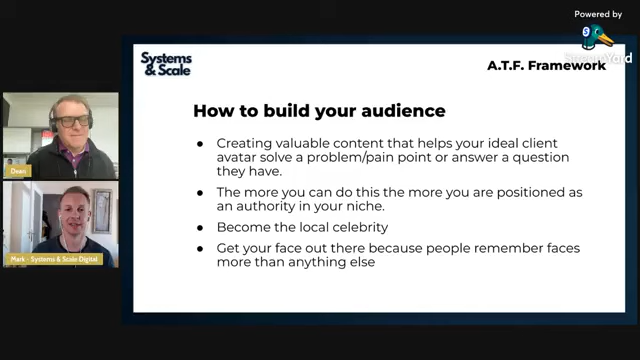 Powered by
StreamYard
Systems
& Scale
A.T.F. Framework
How to build your audience
● Creating valuable content that helps your ideal client
avatar solve a problem/pain point or answer a question
they have.
● The more you can do this the more you are positioned as
an authority in your niche.
● Become the local celebrity
● Get your face out there because people remember faces
more than anything else
Dean
Mark - Systems & Scale Digital